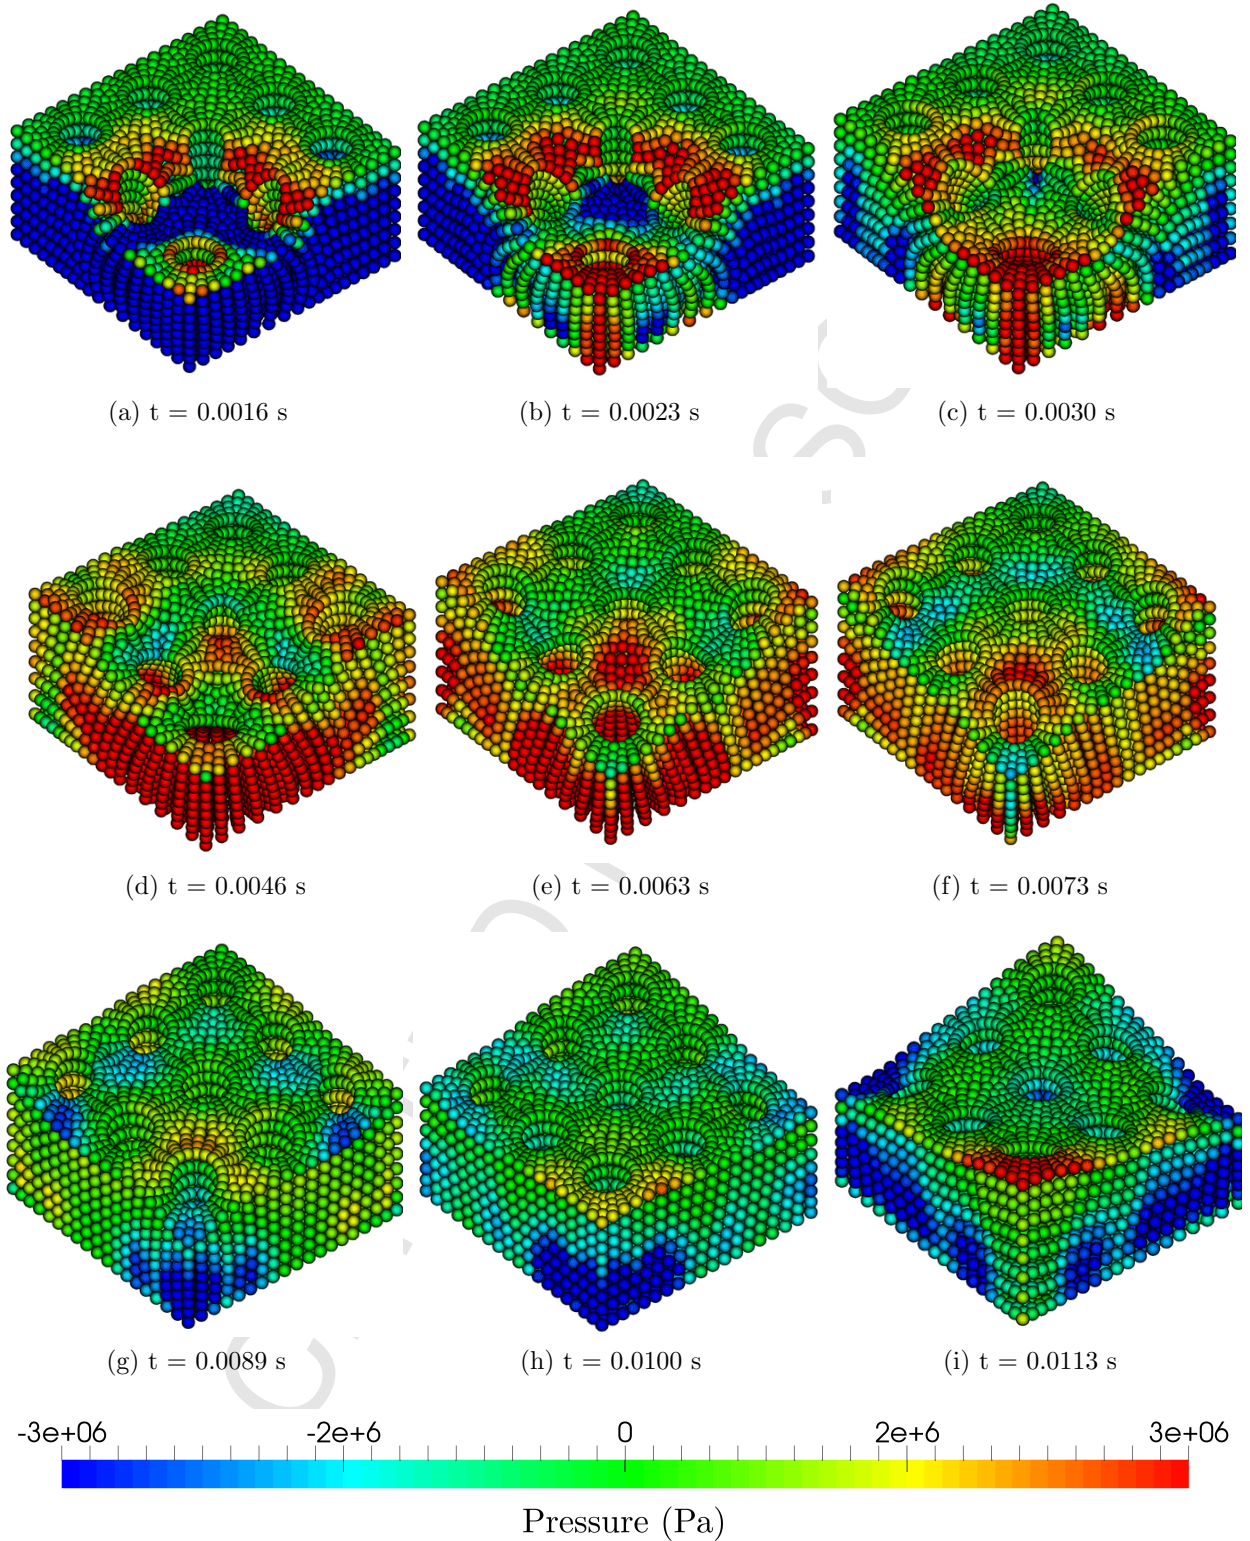 (a) t = 0.0016 s
(b) t = 0.0023 s
(c) t = 0.0030 s
(d) t = 0.0046 s
(e) t = 0.0063 s
(f) t = 0.0073 s
(g) t = 0.0089 s
(h) t = 0.0100 s
(i) t = 0.0113 s
-3e+06 -2e+6 0 2e+6 3e+06
Pressure (Pa)